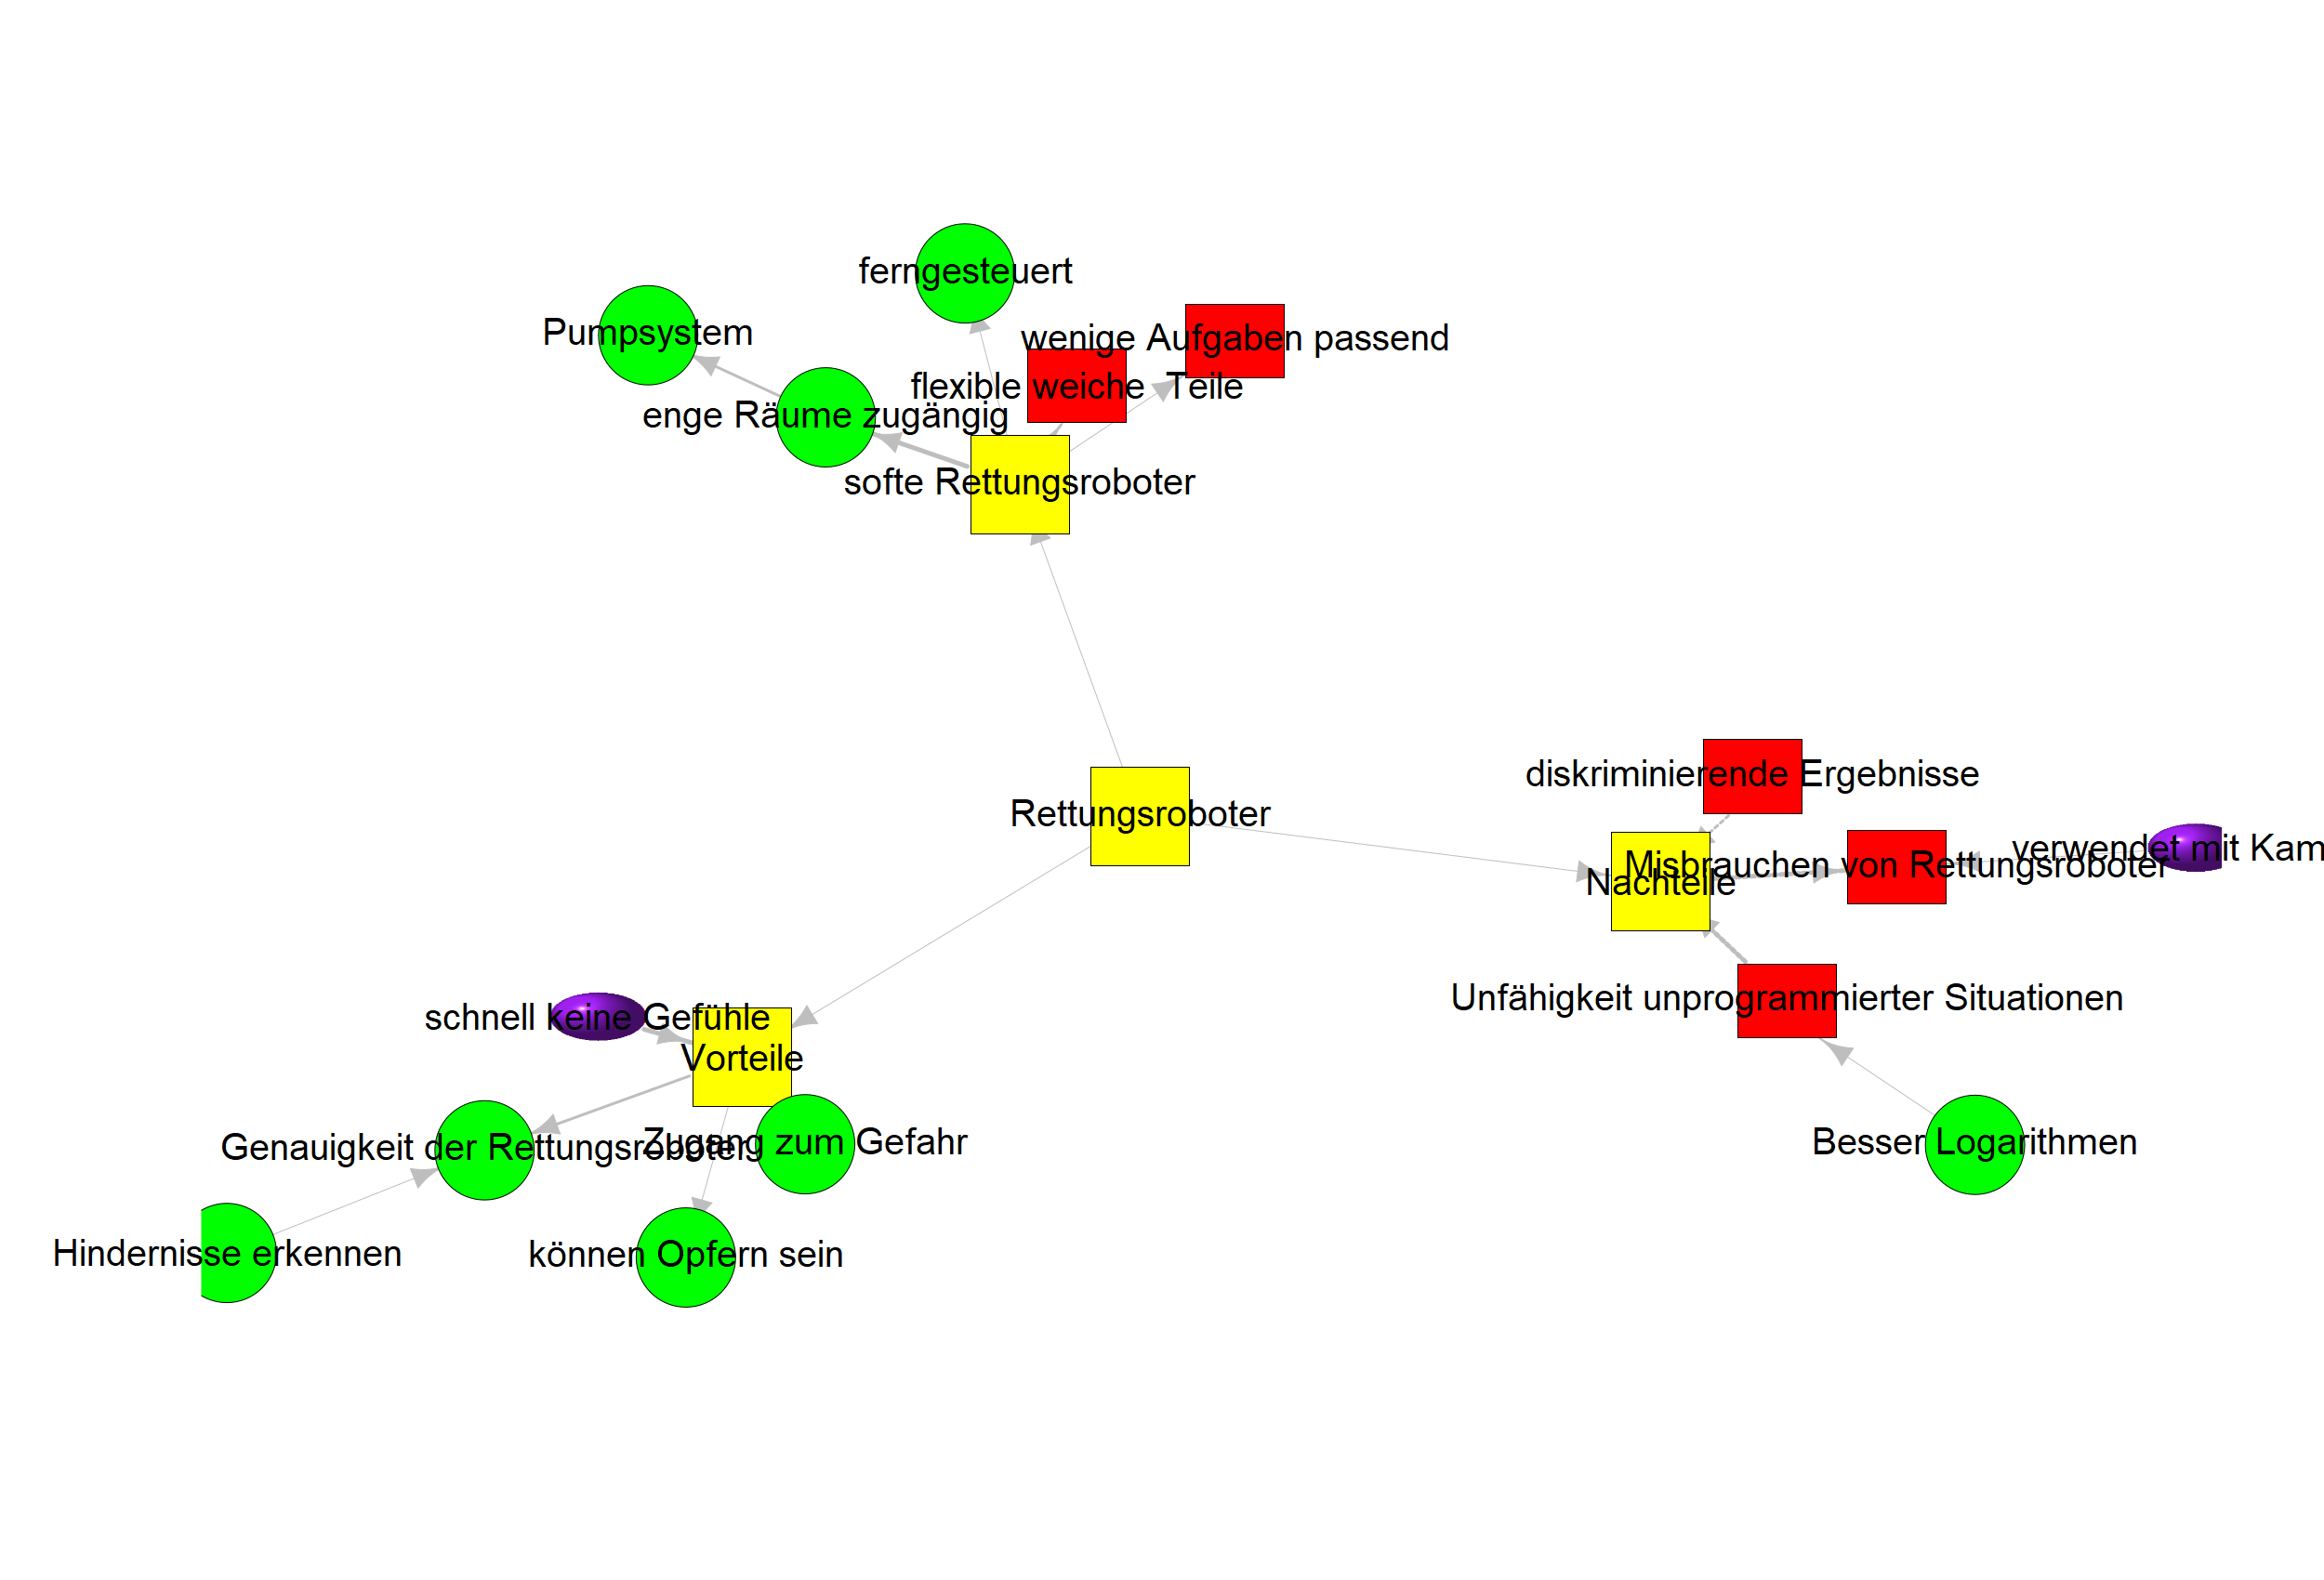 ferngesteuert
Pumpsystem
wenige Aufgaben passend
flexible weiche Teile
enge Räume zugängig
softe Rettungsroboter
diskriminierende Ergebnisse
Rettungsroboter
verwendet mit Kam
Misbrauchen von Rettungsroboter
Nachteile
Unfähigkeit unprogrammierter Situationen
schnell keine Gefühle
Vorteile
Genauigkeit der Rettungsroboter
Zugang zum Gefahr
Besser Logarithmen
Hindernisse erkennen
können Opfern sein